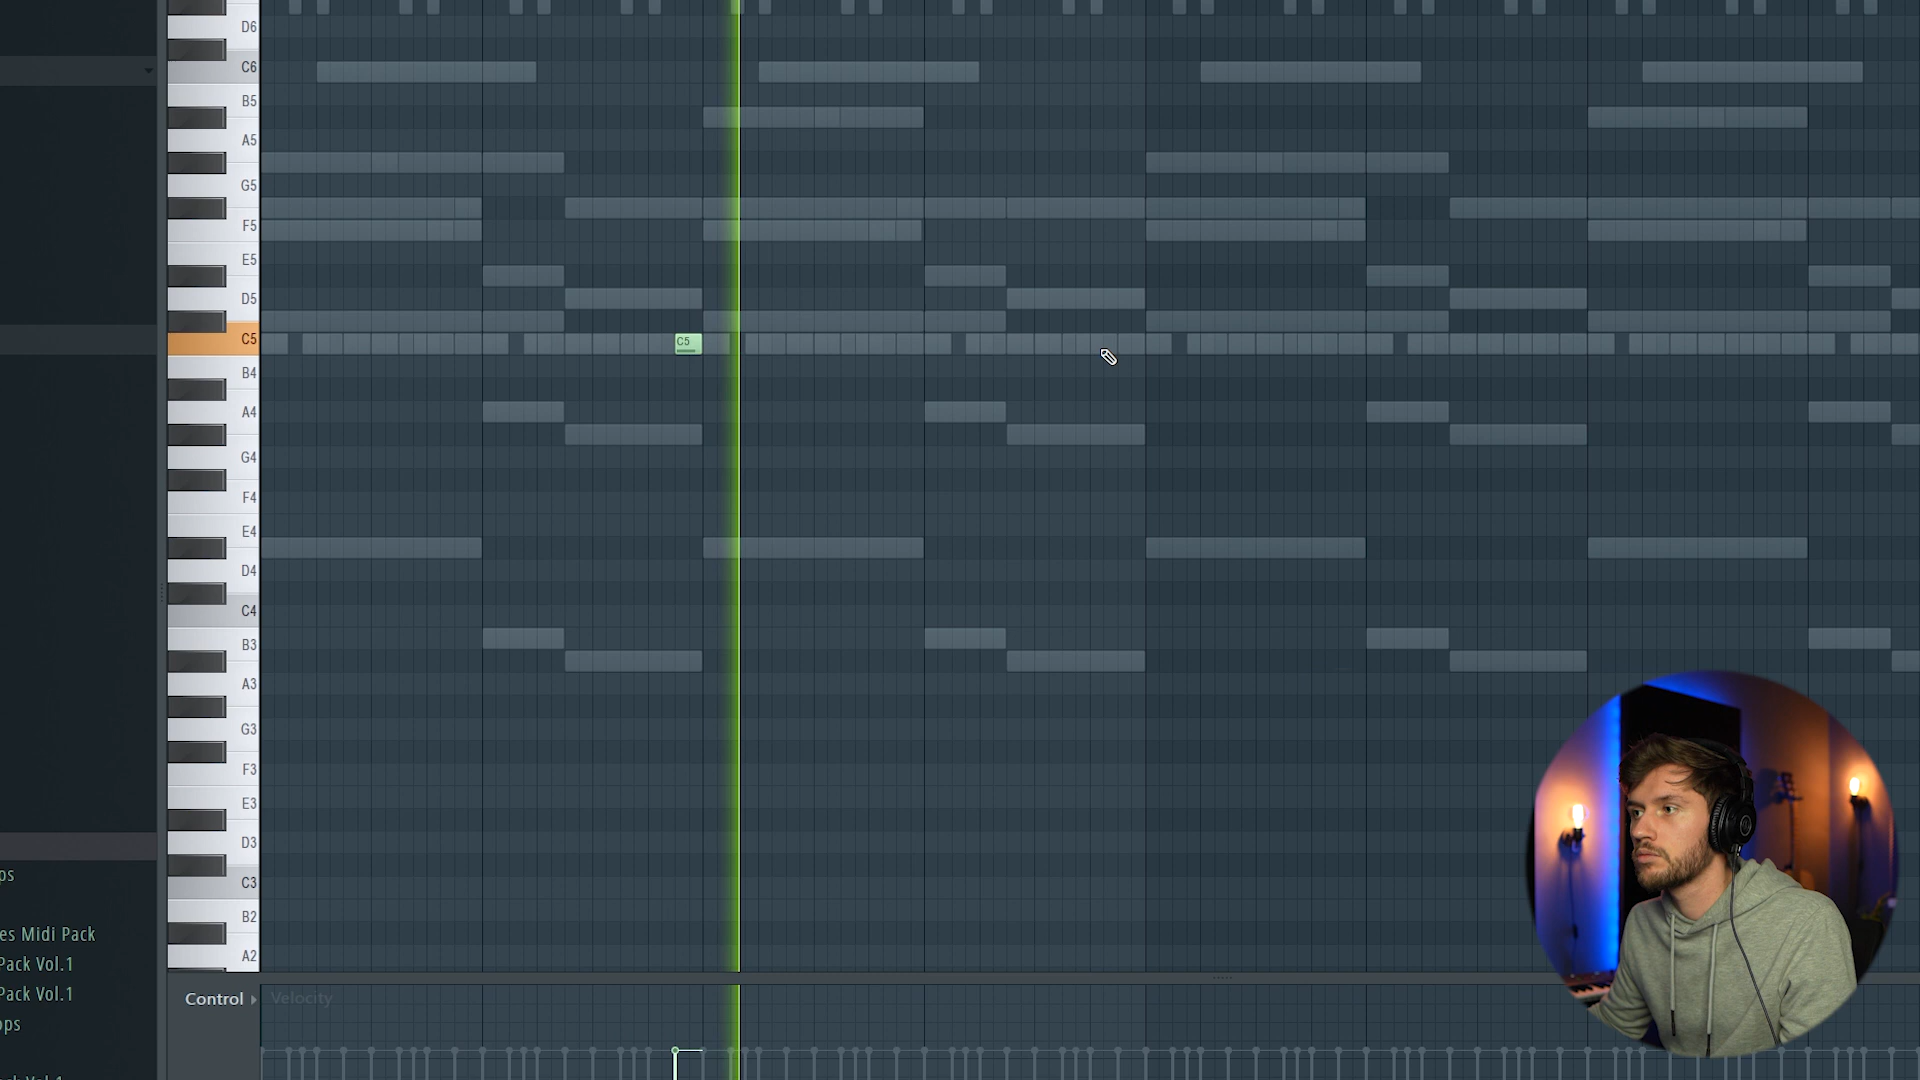 D6
C6
B5
A5
G5
F5
E5
D5
C5
C5
B4
A4
G4
F4
E4
D4
C4
B3
A3
G3
F3
E3
D3
C3
B2
A2
ps
es Midi Pack
Pack Vol.1
Pack Vol.1
ops
Control
Velocity